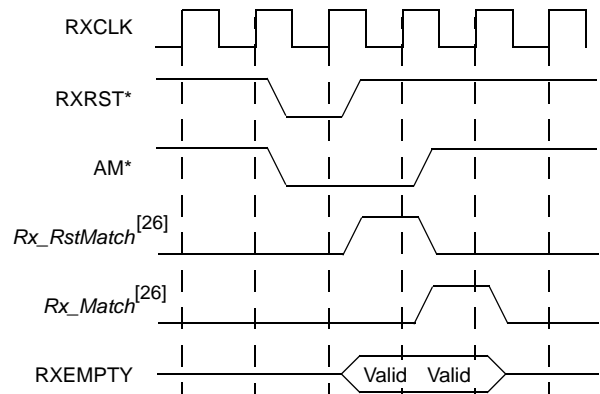 RXCLK
RXRST*
AM*
Rx_RstMatch[26]
Rx_Match[26]
RXEMPTY Valid Valid